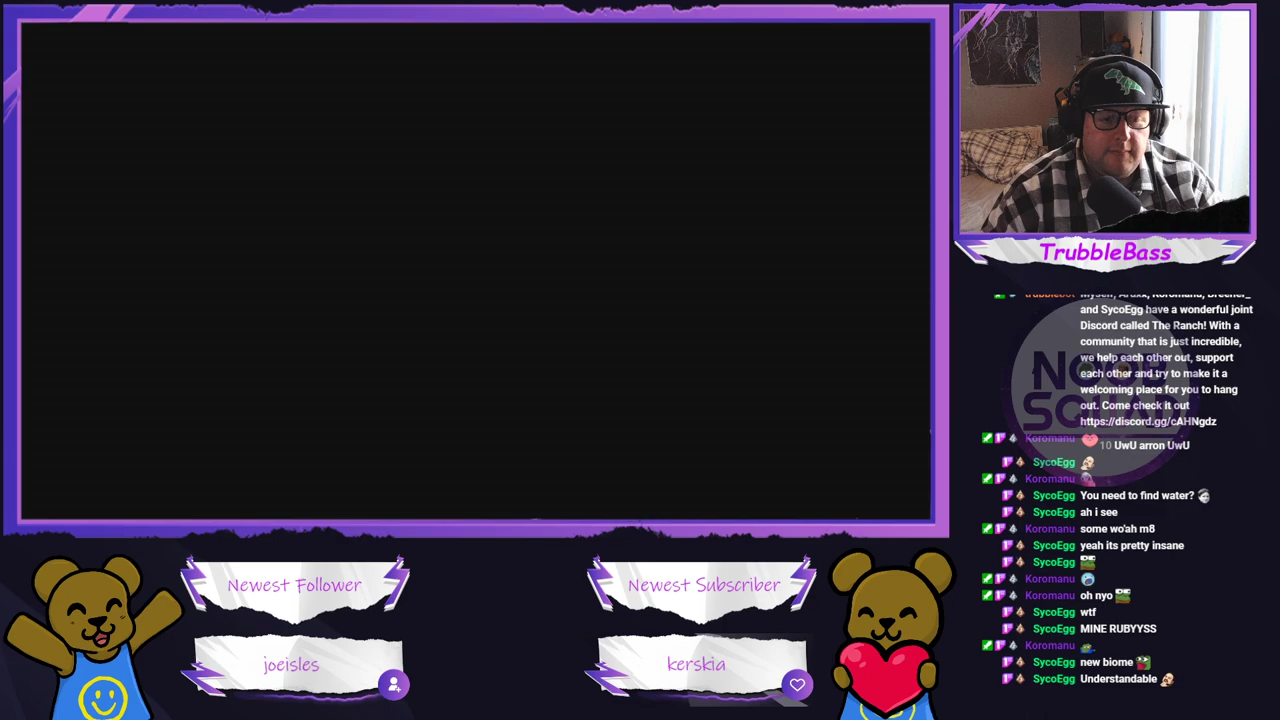 TrubbleBass
and SycoEgg have a wonderful joint
Discord called The Ranch! With a
community that is just incredible,
we help each other out, support
each other and try to make it a
welcoming place for you to hang
out. Come check it out
https://discord.gg/cAHNgdz
NOOB
SQUAD
Koromanu 10 UwU arron UwU
SycoEgg
Koromanu
SycoEgg You need to find water?
SycoEgg ah i see
Koromanu some wo'ah m8
SycoEgg yeah its pretty insane
SycoEgg
Koromanu
Koromanu oh nyo
SycoEgg wtf
SycoEgg MINE RUBYYSS
Koromanu
SycoEgg new biome
SycoEgg Understandable
Newest Follower
joeisles
Newest Subscriber
kerskia